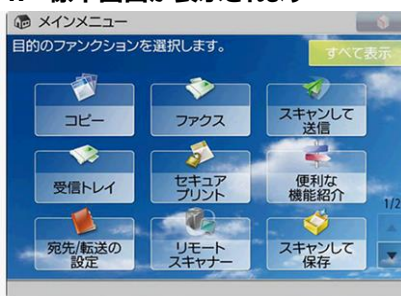 メインメニュー
目的のファンクションを選択します。
すべて表示
コピー
ファクス
スキャンして
送信
受信トレイ
セキュア
プリント
便利な
機能紹介
1/2
宛先/転送の
設定
リモート
スキャナー
スキャンして
保存